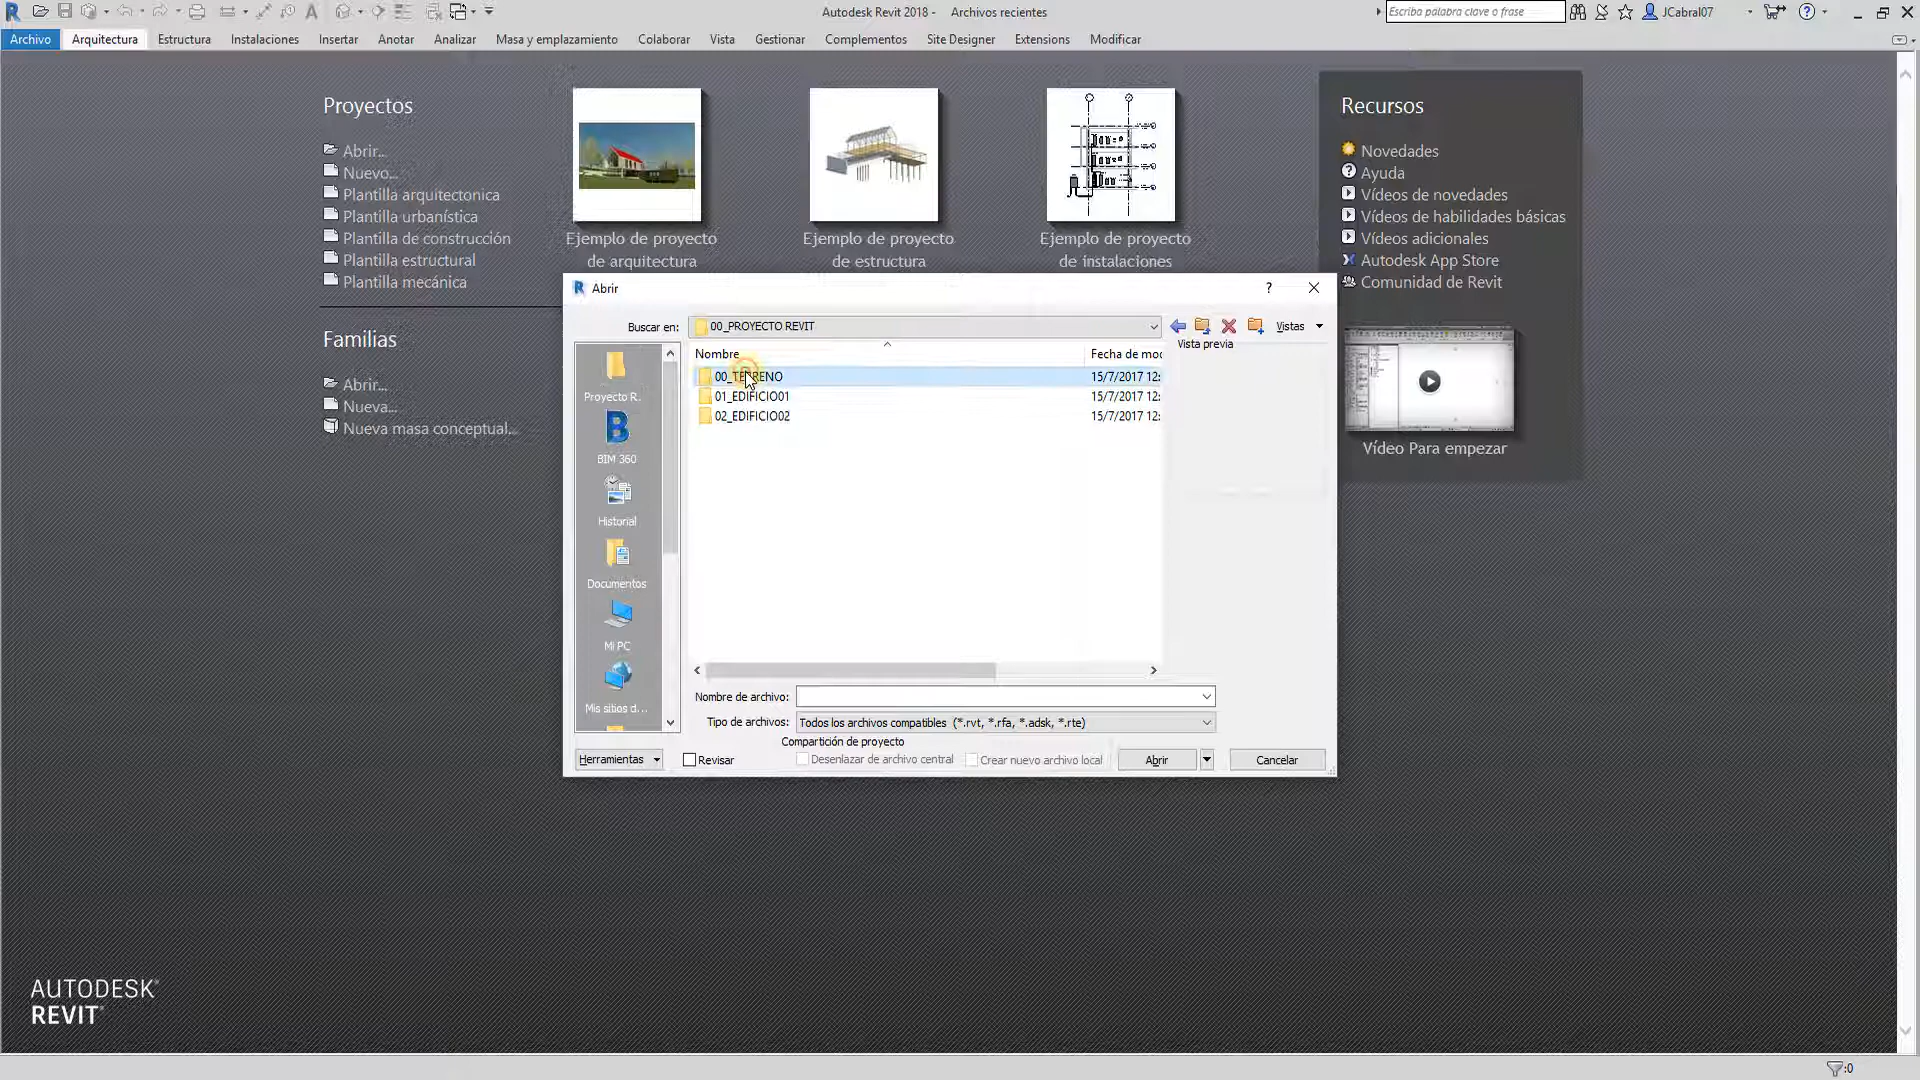 Autodesk Revit 2018 - Archivos recientes
Escriba palabra clave o frase
JCabral07
Archivo Arquitectura Estructura Instalaciones Insertar Anotar Analizar Masa y emplazamiento Colaborar Vista Gestionar Complementos Site Designer Extensions Modificar
Proyectos
Abrir...
Nuevo...
Plantilla arquitectonica
Plantilla urbanística
Plantilla de construcción
Plantilla estructural
Plantilla mecánica
Familias
Abrir...
Nueva...
Nueva masa conceptual...
Ejemplo de proyecto
de arquitectura
Ejemplo de proyecto
de estructura
Ejemplo de proyecto
de instalaciones
Recursos
Novedades
Ayuda
Vídeos de novedades
Vídeos de habilidades básicas
Vídeos adicionales
Autodesk App Store
Comunidad de Revit
Vídeo Para empezar
Abrir
Buscar en: 00_PROYECTO REVIT
Vistas
Vista previa
Nombre Fecha de moc
00_TERRENO 15/7/2017 12:
01_EDIFICIO01 15/7/2017 12:
02_EDIFICIO02 15/7/2017 12:
Proyecto R..
BIM 360
Historial
Documentos
Mi PC
Mis sitios d...
Nombre de archivo:
Tipo de archivos: Todos los archivos compatibles (*.rvt, *.rfa, *.adsk, *.rte)
Compartición de proyecto
Herramientas Revisar Desenlazar de archivo central Crear nuevo archivo local Abrir Cancelar
AUTODESK®
REVIT®
:0